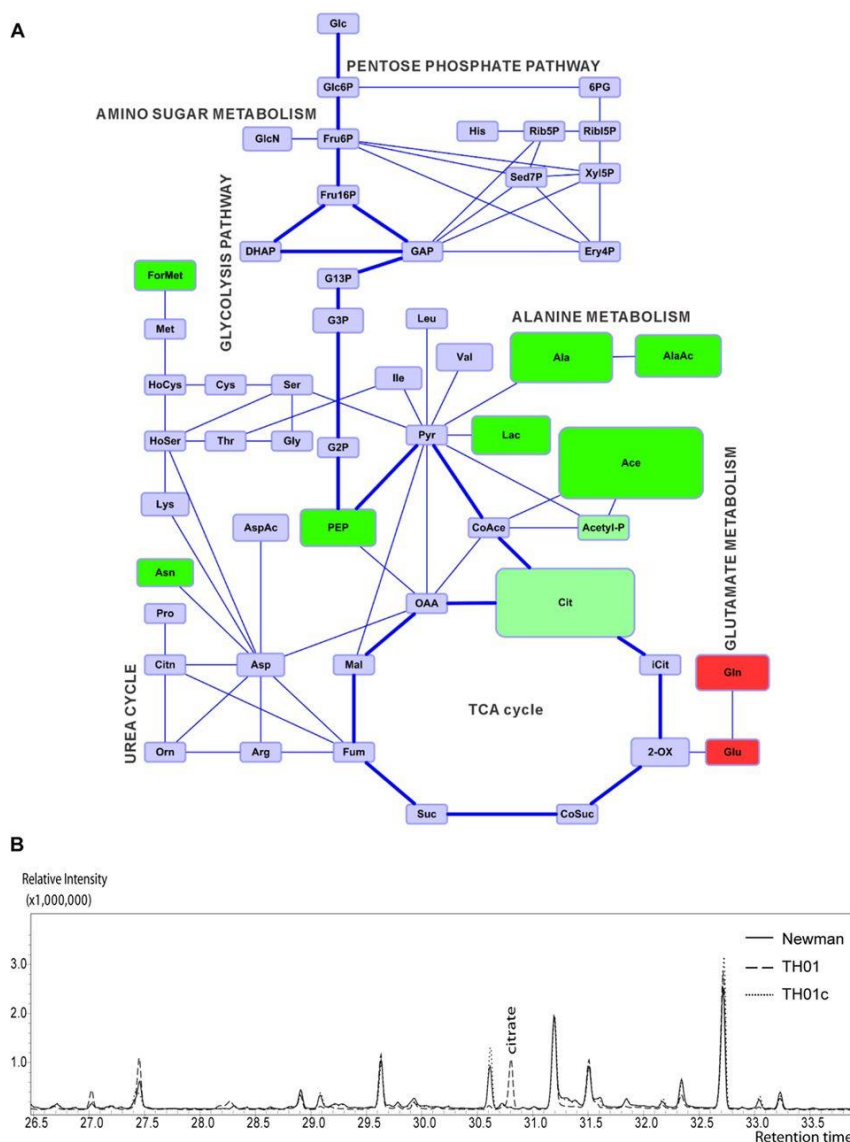 A
Glc
PENTOSE PHOSPHATE PATHWAY
Glc6P 6PG
AMINO SUGAR METABOLISM
GlcN Fru6P His Rib5P Ribl5P
Sed7P Xyl5P
Fru16P
GLYCOLYSIS PATHWAY
DHAP GAP Ery4P
ForMet G13P
G3P Leu ALANINE METABOLISM
Met Val Ala AlaAc
HoCys Cys Ser Ile
HoSer Thr Gly G2P Pyr Lac
Ace
GLUTAMATE METABOLISM
Lys
AspAc PEP CoAce Acetyl-P
Asn
OAA Cit
Pro
UREA CYCLE
Citn Asp Mal iCit Gln
TCA cycle
Orn Arg Fum 2-OX Glu
Suc CoSuc
B
Relative Intensity
(x1,000,000)
Newman
3.0 TH01
TH01c
2.0
citrate
1.0
26.5 27.0 27.5 28.0 28.5 29.0 29.5 30.0 30.5 31.0 31.5 32.0 32.5 33.0 33.5
Retention time